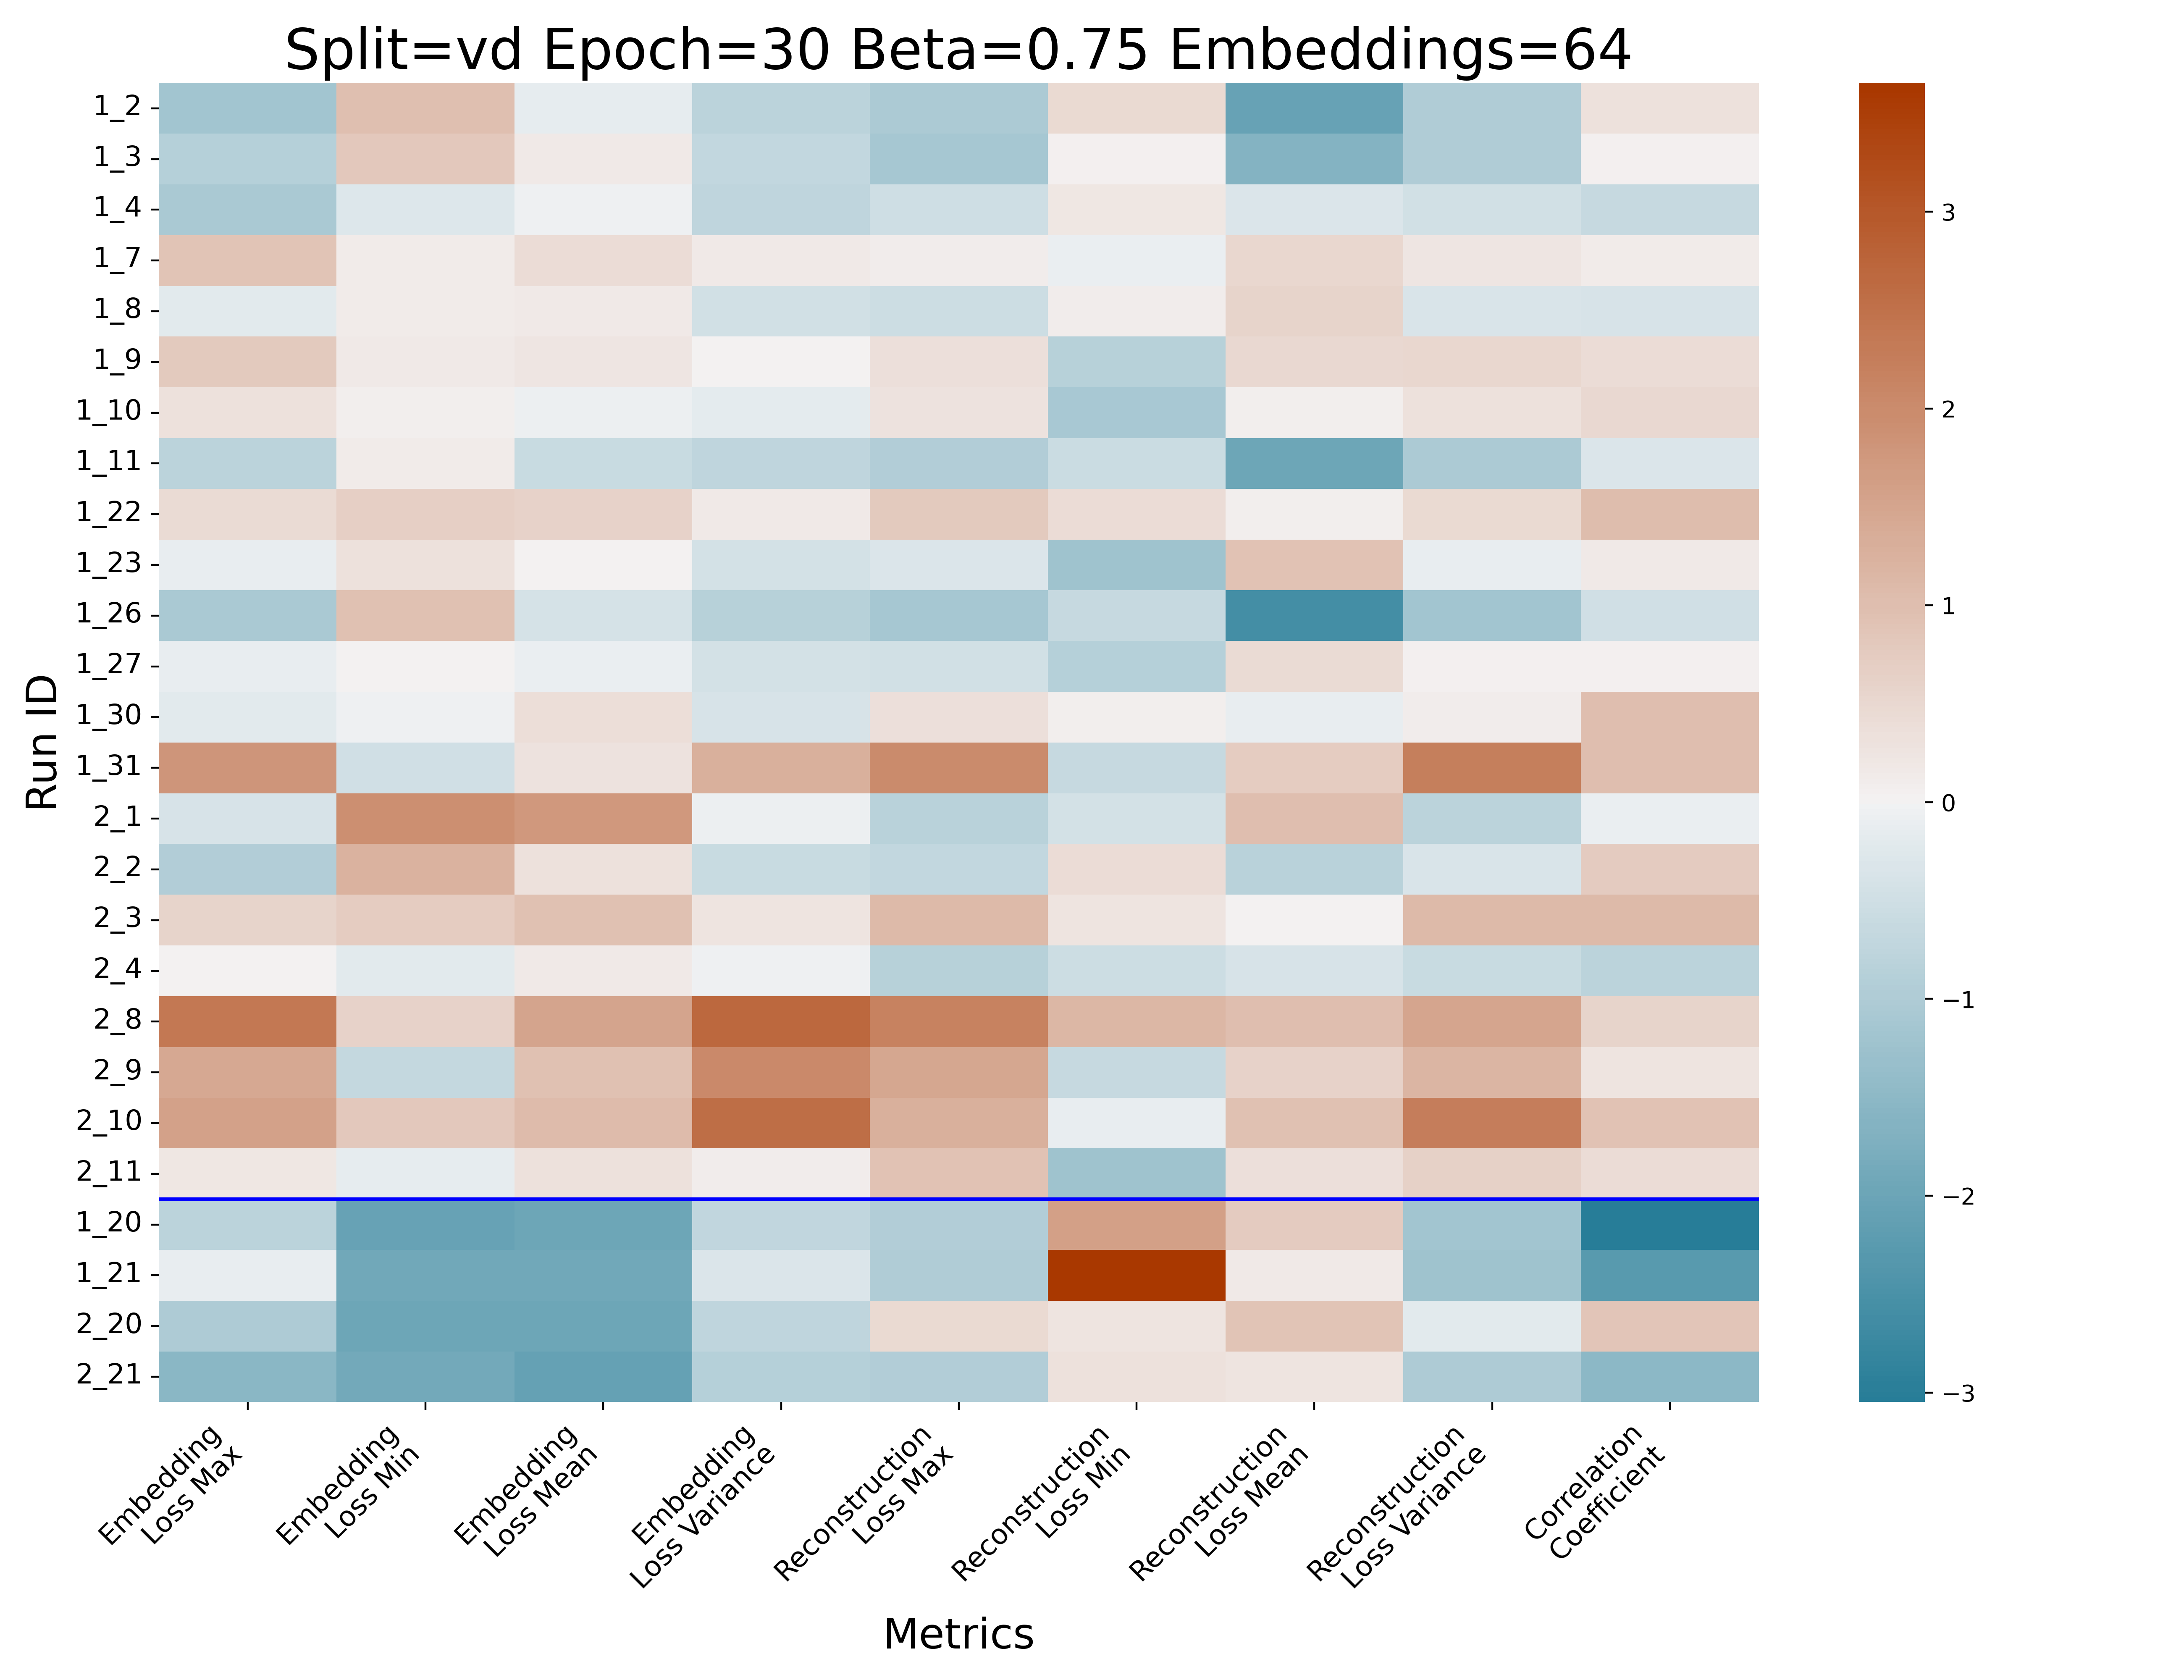 Split=vd Epoch=30 Beta=0.75 Embeddings=64
Run ID
1_2
1_3
1_4
1_7
1_8
1_9
1_10
1_11
1_22
1_23
1_26
1_27
1_30
1_31
2_1
2_2
2_3
2_4
2_8
2_9
2_10
2_11
1_20
1_21
2_20
2_21
Embedding
Loss Max
Embedding
Loss Min
Embedding
Loss Mean
Embedding
Loss Variance
Reconstruction
Loss Max
Reconstruction
Loss Min
Reconstruction
Loss Mean
Reconstruction
Loss Variance
Correlation
Coefficient
Metrics
3
2
1
0
−1
−2
−3